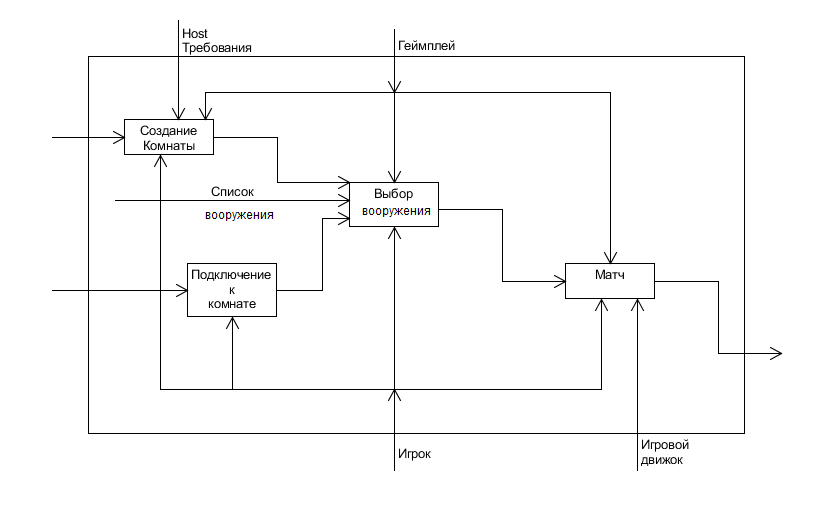 Host
Требования
Геймплей
Создание
Комнаты
Список
вооружения
Выбор
вооружения
Подключение
к
комнате
Матч
Игрок
Игровой
движок